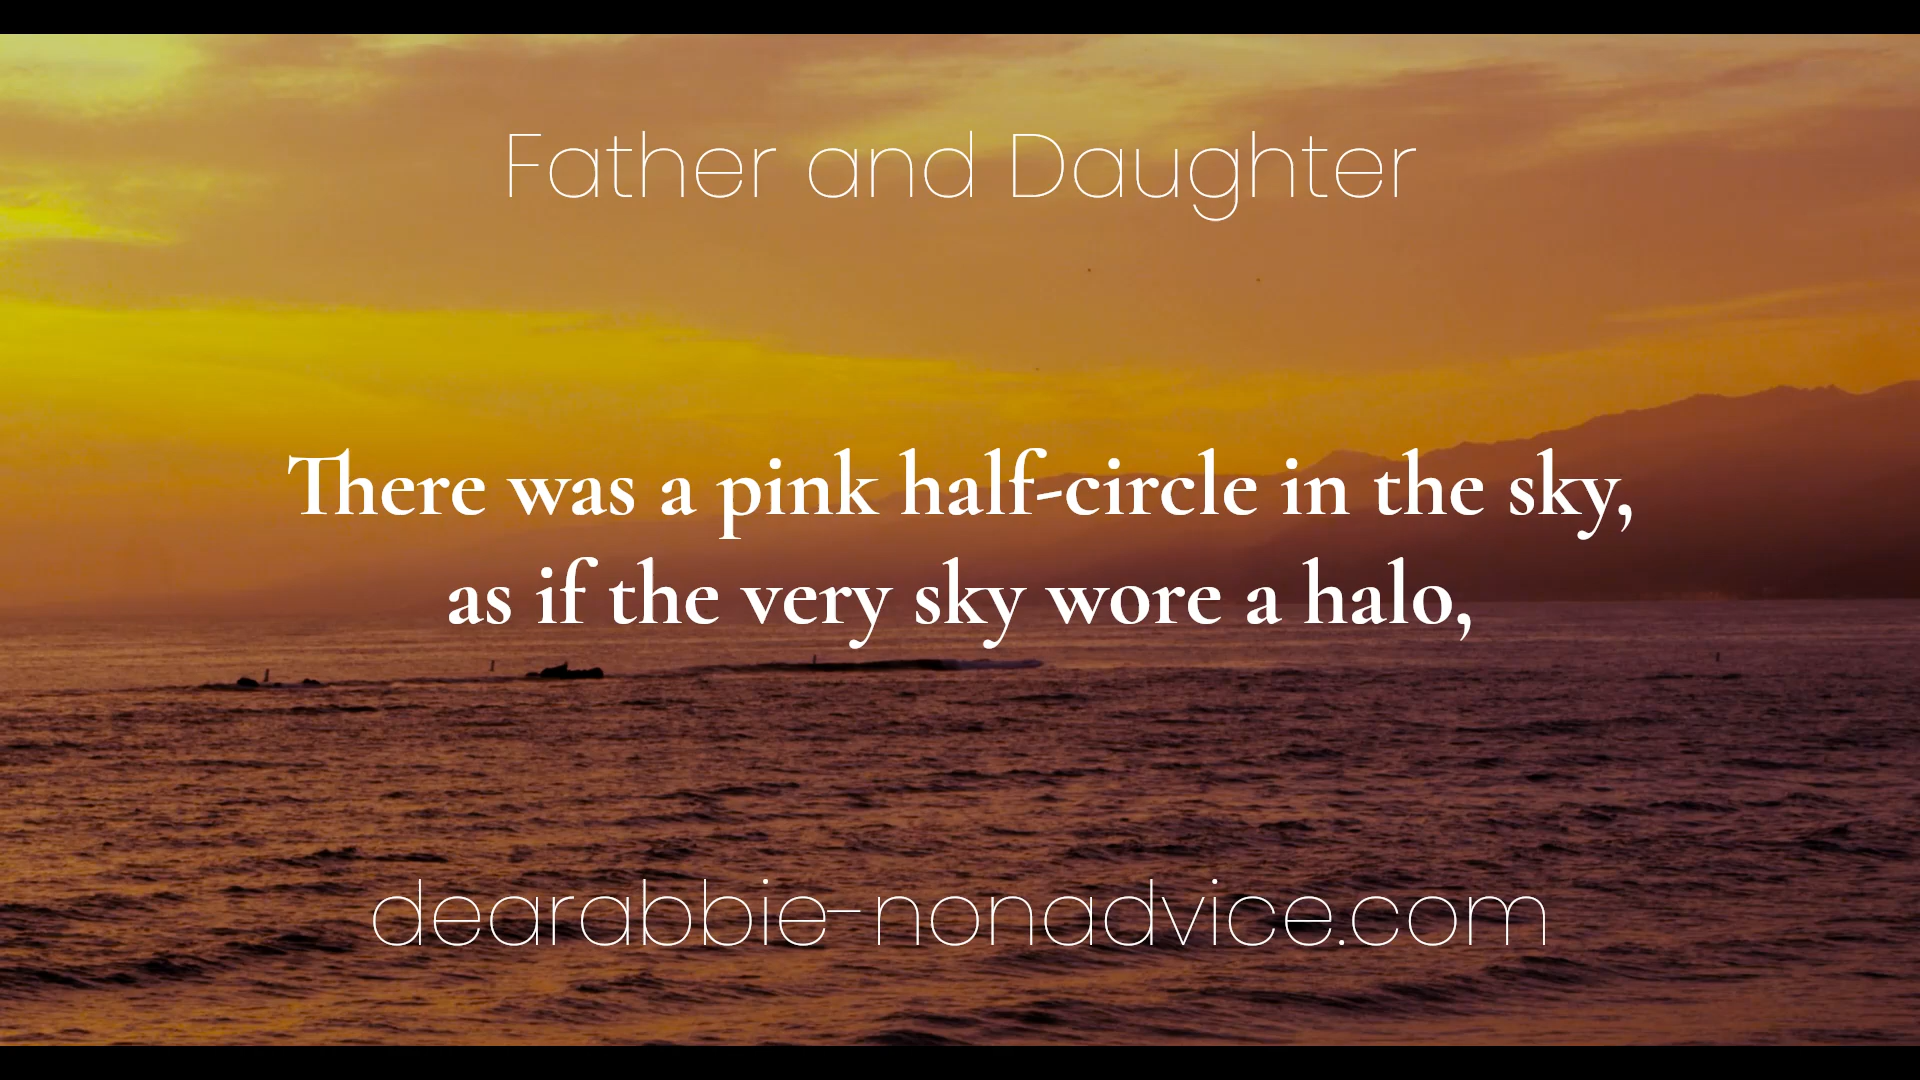 Father and Daughter
There was a pink half-circle in the sky,
as if the very sky wore a halo,
dearabbie-nonadvice.com